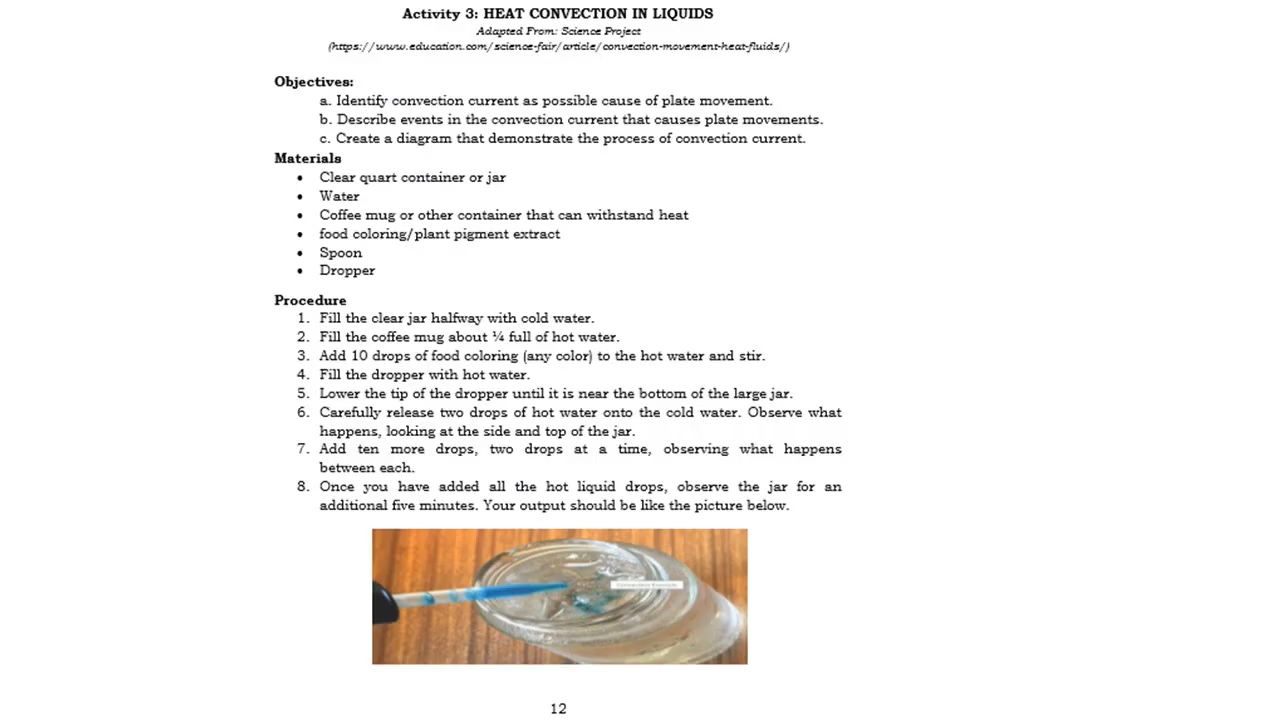 Activity 3: HEAT CONVECTION IN LIQUIDS
Adapted From: Science Project
(https://www.education.com/science-fair/article/convection-movement-heat-fluids/)
Objectives:
a. Identify convection current as possible cause of plate movement.
b. Describe events in the convection current that causes plate movements.
c. Create a diagram that demonstrate the process of convection current.
Materials
• Clear quart container or jar
• Water
• Coffee mug or other container that can withstand heat
• food coloring/plant pigment extract
• Spoon
• Dropper
Procedure
1. Fill the clear jar halfway with cold water.
2. Fill the coffee mug about ¼ full of hot water.
3. Add 10 drops of food coloring (any color) to the hot water and stir.
4. Fill the dropper with hot water.
5. Lower the tip of the dropper until it is near the bottom of the large jar.
6. Carefully release two drops of hot water onto the cold water. Observe what
happens, looking at the side and top of the jar.
7. Add ten more drops, two drops at a time, observing what happens
between each.
8. Once you have added all the hot liquid drops, observe the jar for an
additional five minutes. Your output should be like the picture below.
12